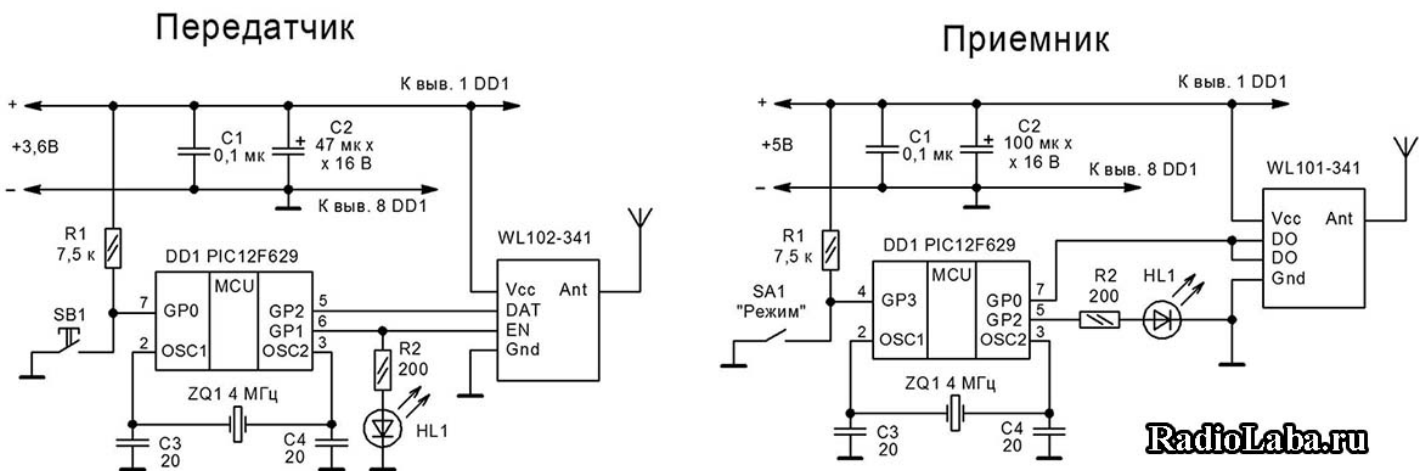 Передатчик
К выв. 1 DD1
+
+3,6В
C1
0,1 мк
C2
+
47 мк x
x 16 В
–
К выв. 8 DD1
R1
7,5 к
DD1 PIC12F629
WL102-341
MCU
Vcc
Ant
SB1
7
GP0
GP2
5
DAT
GP1
6
EN
2
OSC1
OSC2
3
Gnd
R2
200
ZQ1 4 МГц
HL1
C3
20
C4
20
Приемник
К выв. 1 DD1
+
+5В
C1
0,1 мк
C2
+
100 мк x
x 16 В
–
К выв. 8 DD1
WL101-341
R1
7,5 к
DD1 PIC12F629
Vcc
Ant
DO
DO
Gnd
MCU
SA1
"Режим"
4
GP3
GP0
7
R2
200
HL1
GP2
5
2
OSC1
OSC2
3
ZQ1 4 МГц
C3
20
C4
20
RadioLaba.ru